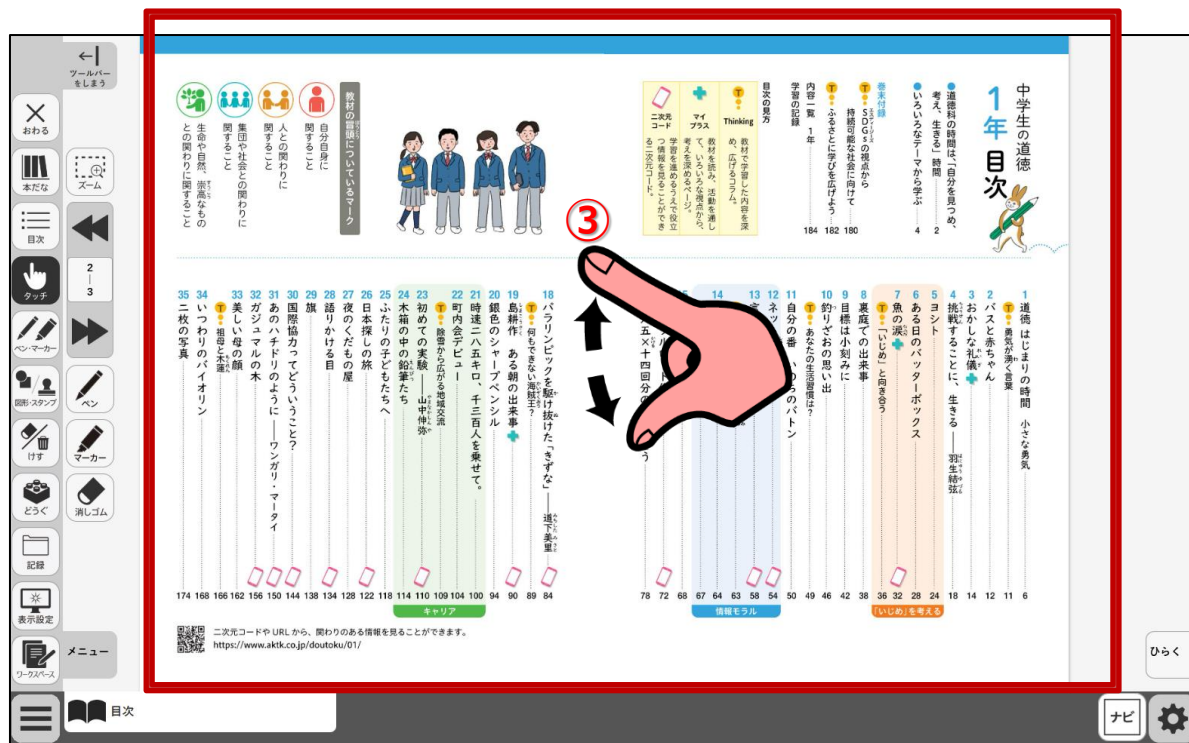 ツールバー
をしまう
おわる
本だな
目次
タッチ
ペン・マーカー
図形・スタンプ
けす
どうぐ
記録
表示設定
ワークスペース
ズーム
2
|
3
ペン
マーカー
消しゴム
メニュー
③
中学生の道徳
1年 目次
道徳科の時間は、「自分を見つめ、
考え、生きる」時間 2
いろいろなテーマから学ぶ 4
巻末付録
T SDGsの視点から
持続可能な社会に向けて 180
T ふるさとに学びを広げよう 182
内容一覧 1年 184
学習の記録
目次の見方
T Thinking
教材で学習した内容を深
め、広げるコラム。
マイ
プラス
教材を読み、活動を通し
て、いろいろな視点から、
考えを深めるページ。
二次元
コード
学習を進めるうえで役立
つ情報を見ることができ
る二次元コード。
教材の冒頭についているマーク
自分自身に
関すること
人との関わりに
関すること
集団や社会との関わりに
関すること
生命や自然、崇高なもの
との関わりに関すること
1 道徳 はじまりの時間 小さな勇気 6
T 勇気が湧く言葉 11
2 バスと赤ちゃん 12
3 おかしな礼儀 14
4 挑戦することに、生きる ——羽生結弦 18
5 ヨシト 24
6 ある日のバッターボックス 28
7 魚の涙 32
T 「いじめ」と向き合う 36
「いじめ」を考える
8 裏庭での出来事 38
9 目標は小刻みに 42
10 釣りざおの思い出 46
T あなたの生活習慣は? 49
11 自分の番 いのちのバトン 50
12 ネッ 54
13 58
T 63
14 64
67
情報モラル
68
72
五×十四回分の う 78
18 パラリンピックを駆け抜けた「きずな」 ——道下美里 84
T 何もできない海賊王? 89
19 島耕作 ある朝の出来事 90
20 銀色のシャープペンシル 94
21 時速二八五キロ、千三百人を乗せて。 100
22 町内会デビュー 104
T 除雪から広がる地域交流 109
23 初めての実験 ——山中伸弥 110
24 木箱の中の鉛筆たち 114
キャリア
25 ふたりの子どもたちへ 118
26 日本探しの旅 122
27 夜のくだもの屋 128
28 語りかける目 134
29 旗 138
30 国際協力ってどういうこと? 144
31 あのハチドリのように ——ワンガリ・マータイ 150
32 ガジュマルの木 156
33 美しい母の顔 162
T 祖母と木蓮 166
34 いつわりのバイオリン 168
35 二枚の写真 174
二次元コードや URL から、関わりのある情報を見ることができます。
https://www.aktk.co.jp/doutoku/01/
ひらく
目次
ナビ